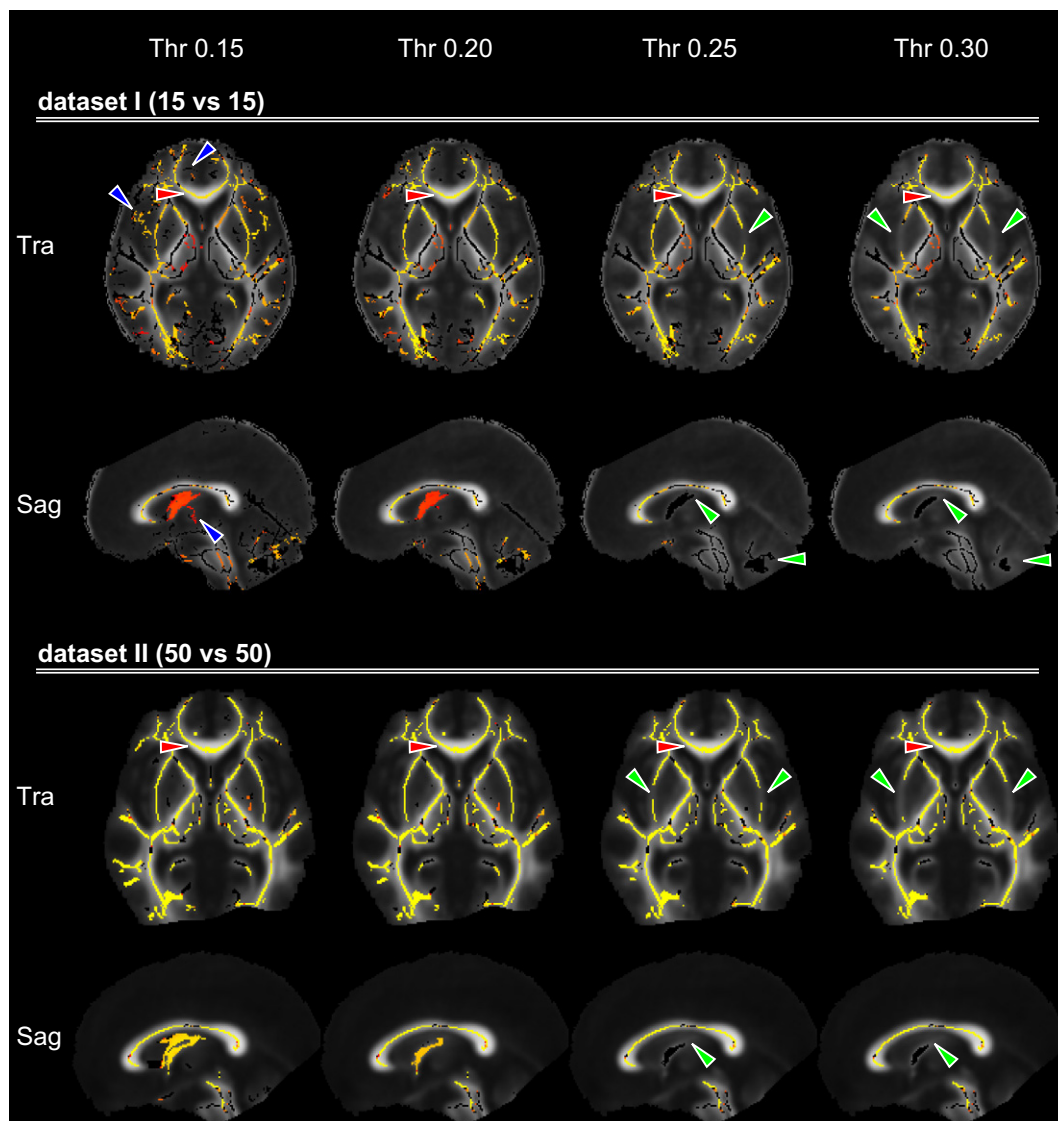 Thr 0.15 Thr 0.20 Thr 0.25 Thr 0.30
dataset I (15 vs 15)
Tra
Sag
dataset II (50 vs 50)
Tra
Sag